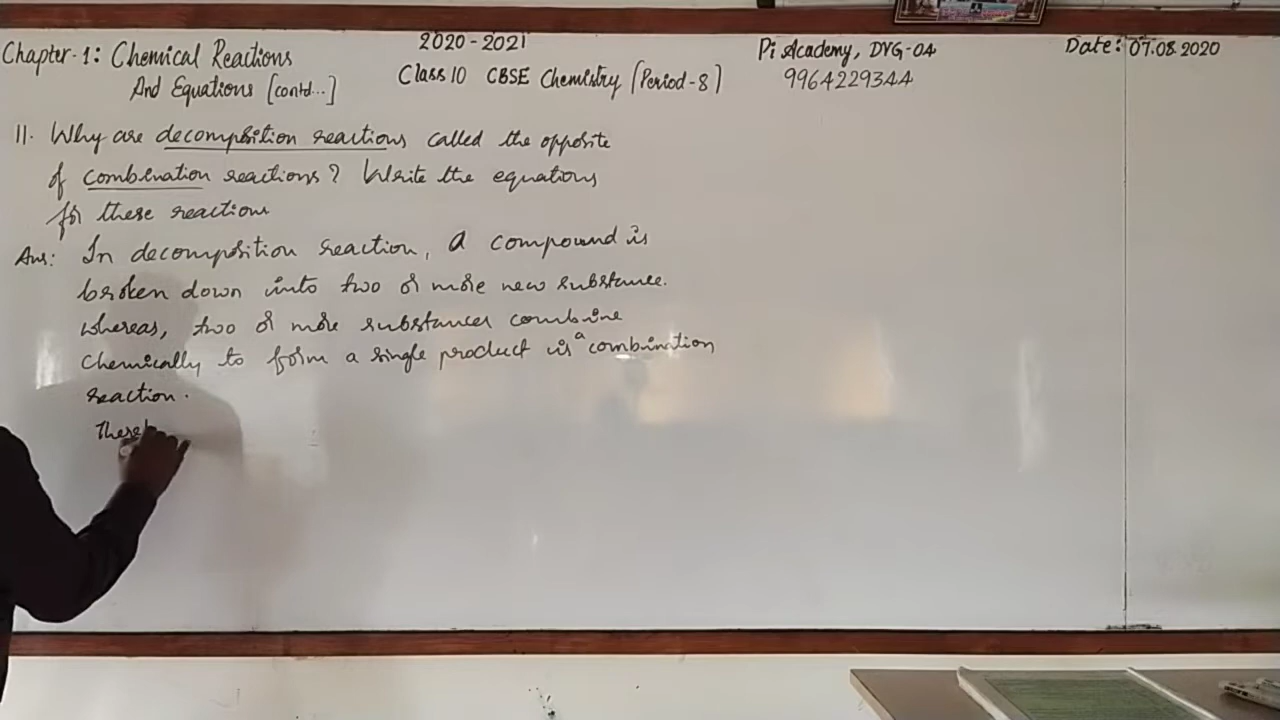 Chapter-1: Chemical Reactions
And Equations [contd...]
2020-2021
Class 10 CBSE Chemistry [Period-8]
Pi Academy, DVG-04
9964229344
Date: 07.08.2020
11. Why are decomposition reactions called the opposite
of combination reactions? Write the equations
for these reactions
Ans: In decomposition reaction, a compound is
broken down into two or more new substance.
whereas, two or more substances combine
chemically to form a single product is a combination
reaction.